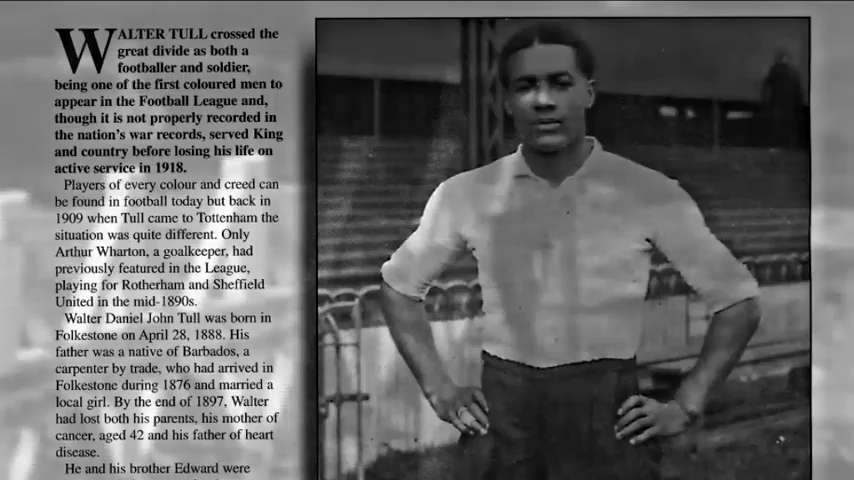 WALTER TULL crossed the
great divide as both a
footballer and soldier,
being one of the first coloured men to
appear in the Football League and,
though it is not properly recorded in
the nation's war records, served King
and country before losing his life on
active service in 1918.
Players of every colour and creed can
be found in football today but back in
1909 when Tull came to Tottenham the
situation was quite different. Only
Arthur Wharton, a goalkeeper, had
previously featured in the League,
playing for Rotherham and Sheffield
United in the mid-1890s.
Walter Daniel John Tull was born in
Folkestone on April 28, 1888. His
father was a native of Barbados, a
carpenter by trade, who had arrived in
Folkestone during 1876 and married a
local girl. By the end of 1897, Walter
had lost both his parents, his mother of
cancer, aged 42 and his father of heart
disease.
He and his brother Edward were